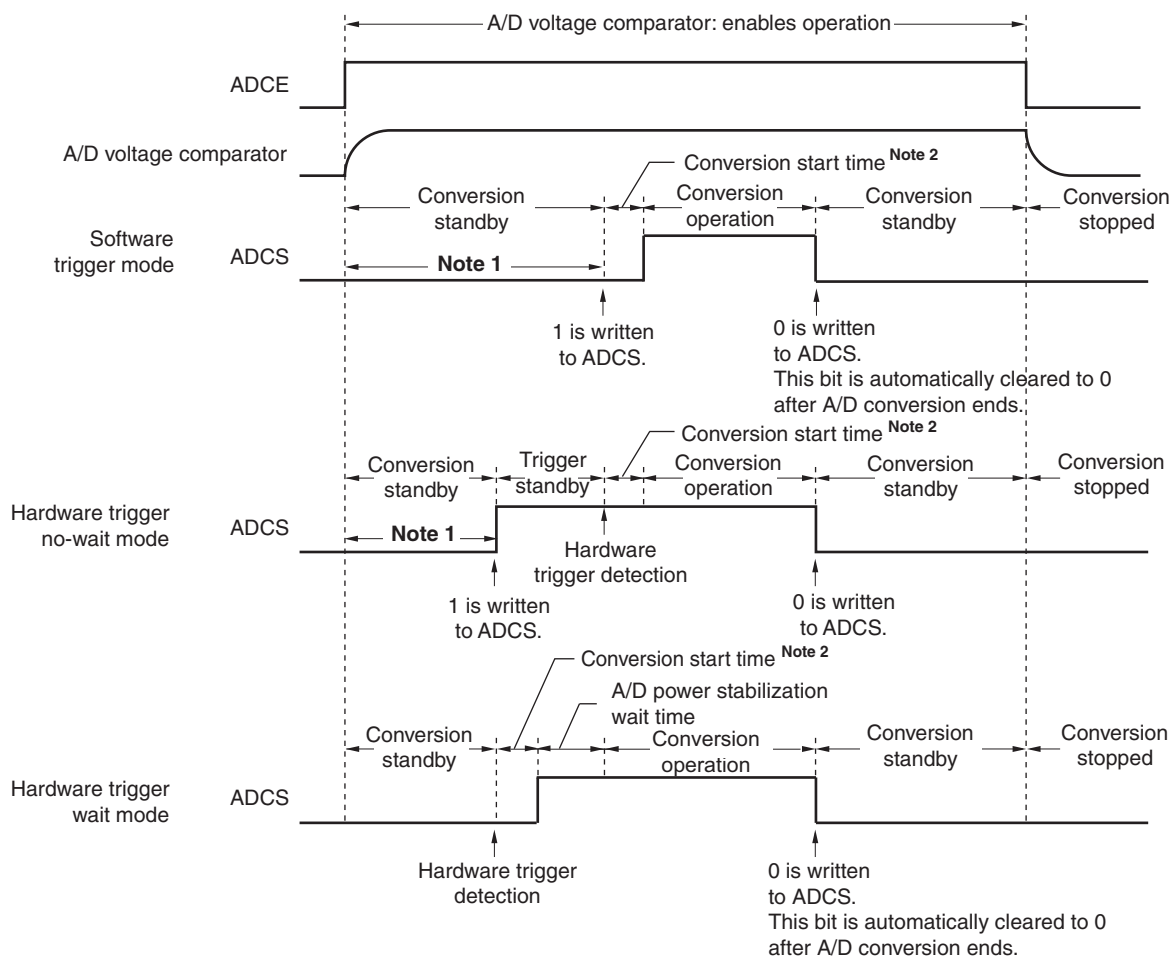 A/D voltage comparator: enables operation
ADCE
A/D voltage comparator
Conversion start time Note 2
Conversion
standby
Conversion
operation
Conversion
standby
Conversion
stopped
Software
trigger mode
ADCS
Note 1
1 is written
to ADCS.
0 is written
to ADCS.
This bit is automatically cleared to 0
after A/D conversion ends.
Conversion start time Note 2
Conversion
standby
Trigger
standby
Conversion
operation
Conversion
standby
Conversion
stopped
Hardware trigger
no-wait mode
ADCS
Note 1
Hardware
trigger detection
1 is written
to ADCS.
0 is written
to ADCS.
Conversion start time Note 2
A/D power stabilization
wait time
Conversion
standby
Conversion
operation
Conversion
standby
Conversion
stopped
Hardware trigger
wait mode
ADCS
Hardware trigger
detection
0 is written
to ADCS.
This bit is automatically cleared to 0
after A/D conversion ends.